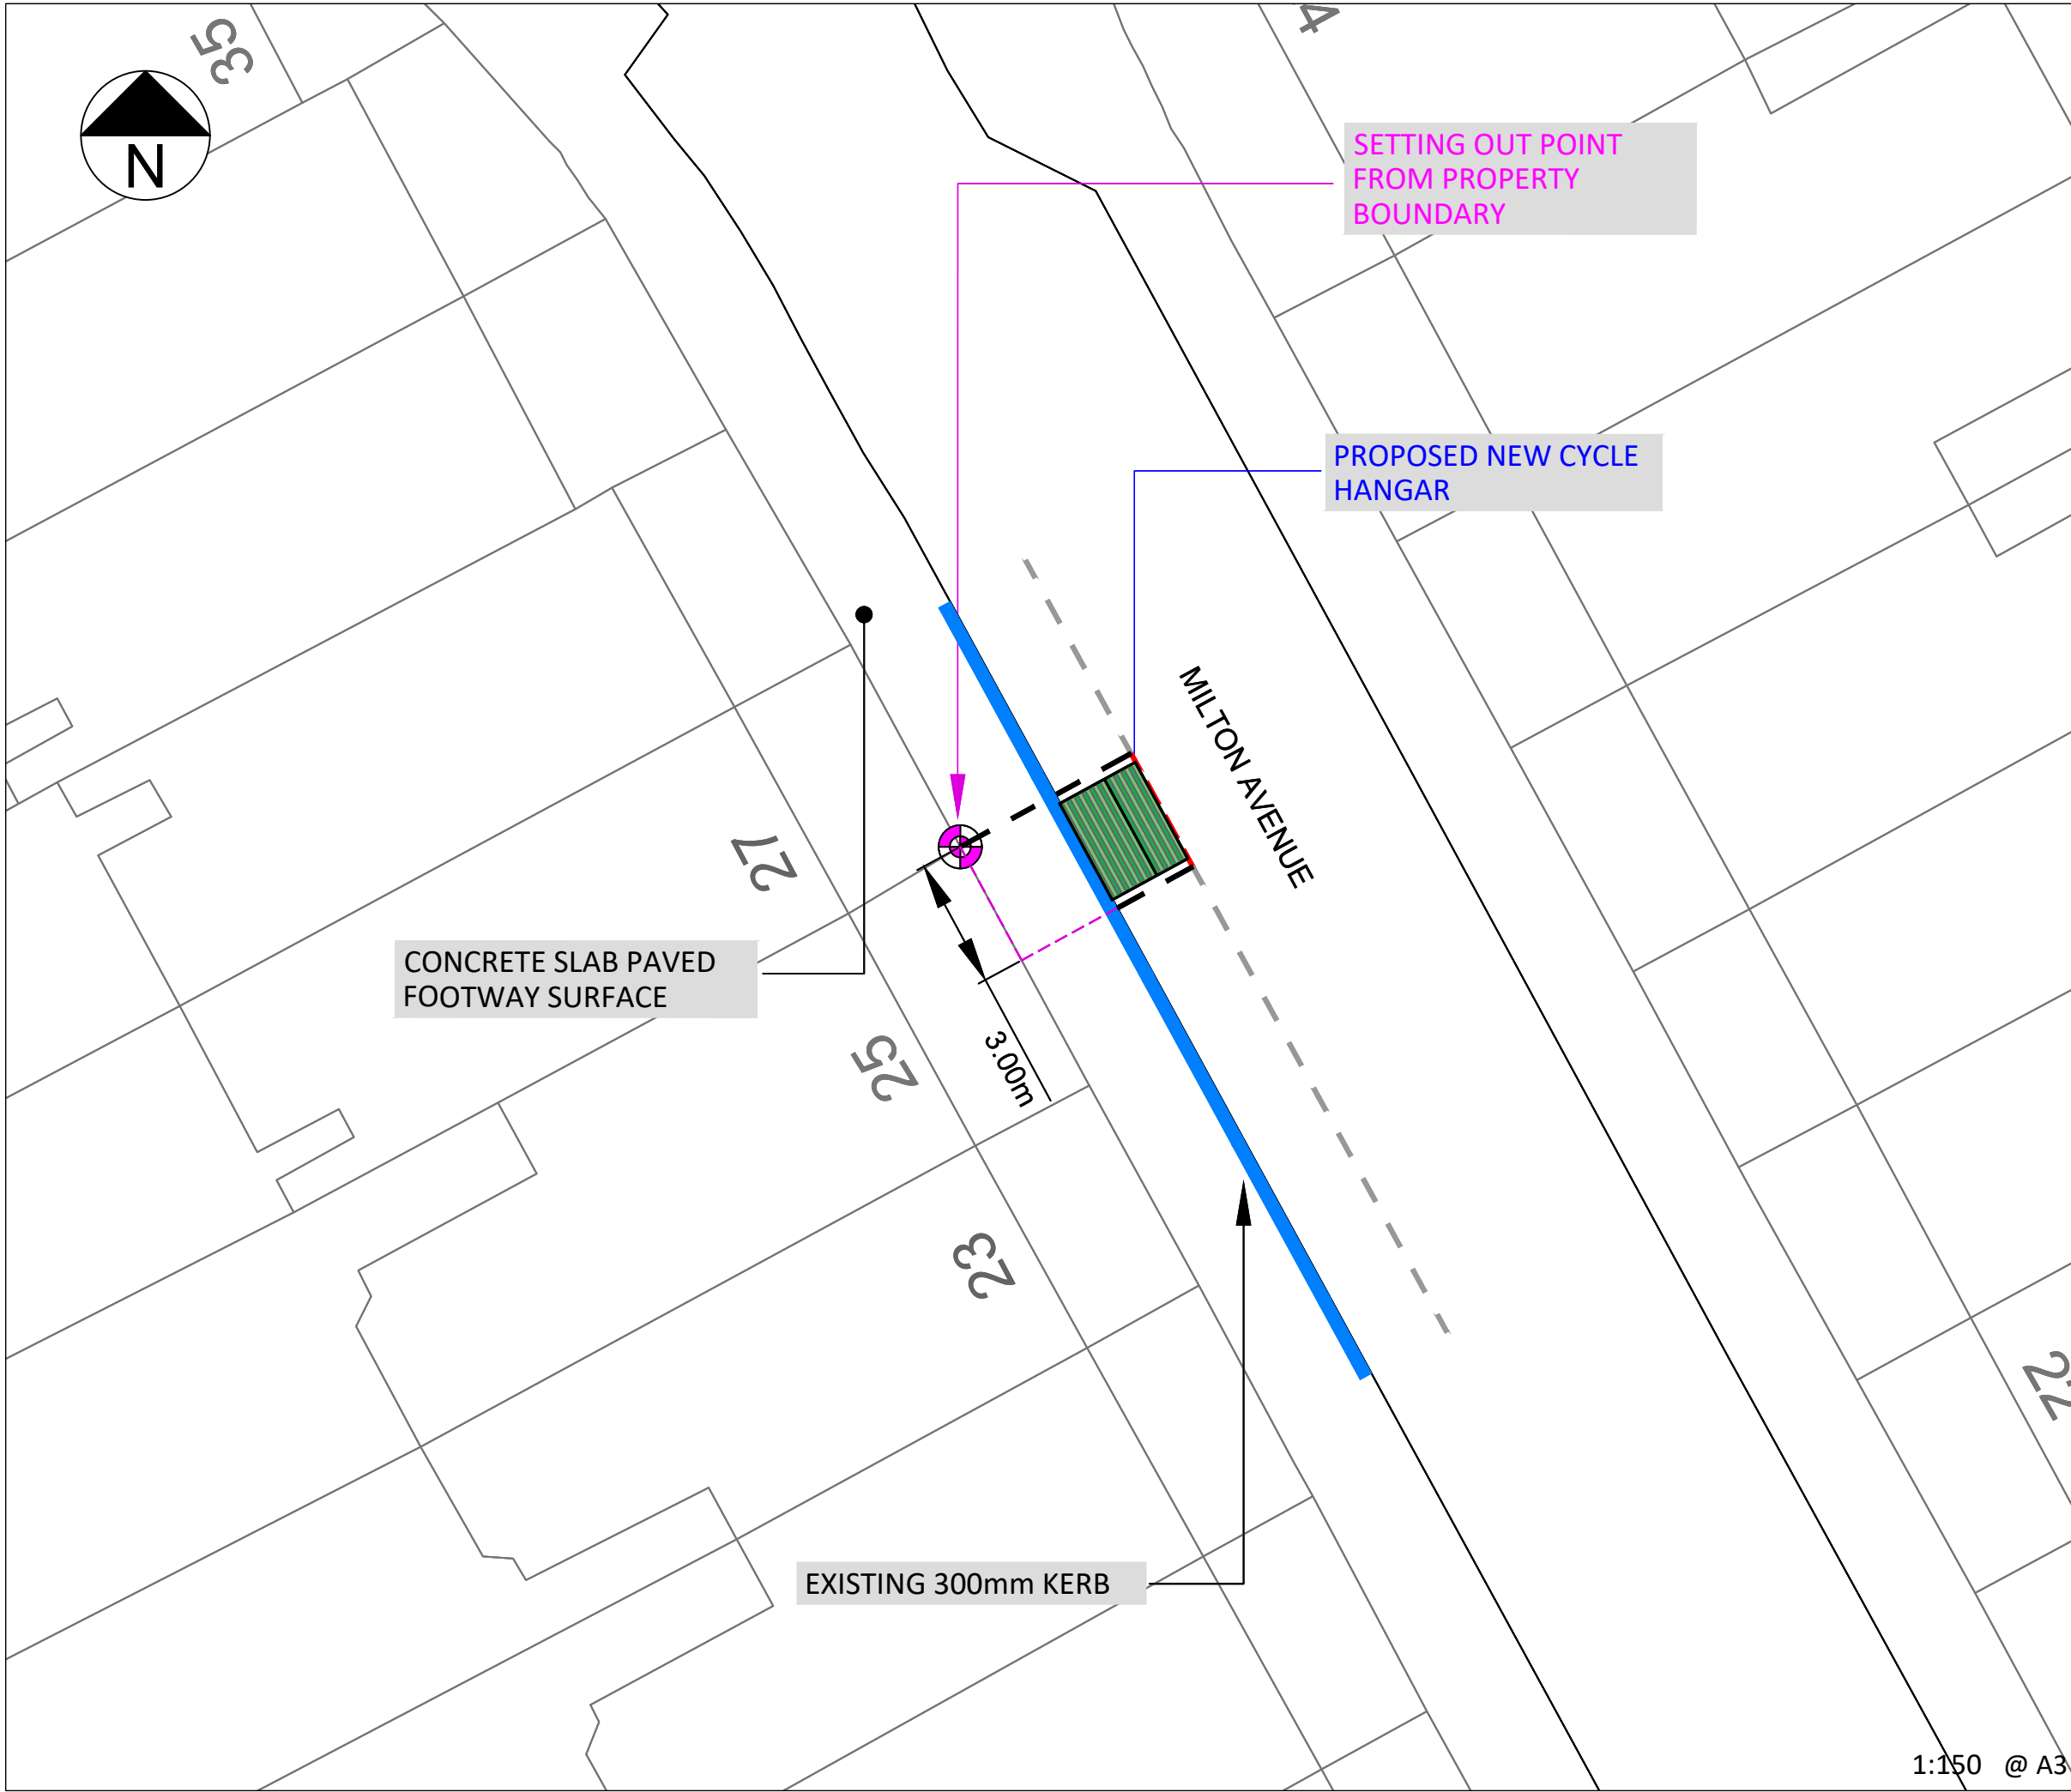 35
4
N
SETTING OUT POINT
FROM PROPERTY
BOUNDARY
PROPOSED NEW CYCLE
HANGAR
MILTON AVENUE
27
CONCRETE SLAB PAVED
FOOTWAY SURFACE
25
3.00m
23
22
EXISTING 300mm KERB
1:150 @ A3